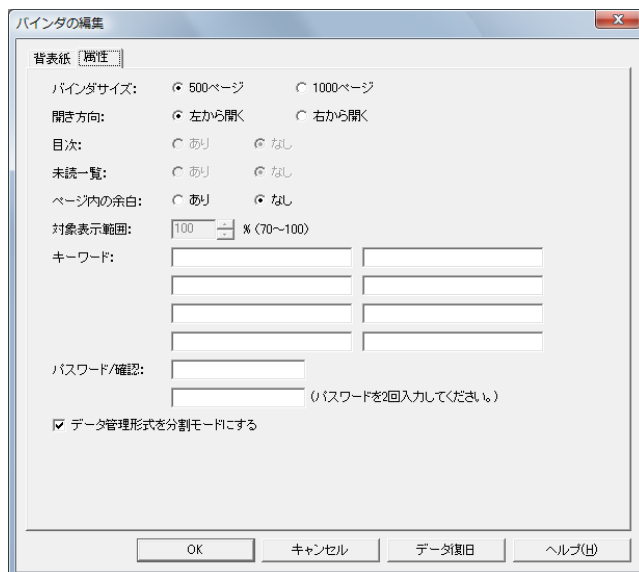 バインダの編集
背表紙 属性
バインダサイズ: 500ページ 1000ページ
開き方向: 左から開く 右から開く
目次: あり なし
未読一覧: あり なし
ページ内の余白: あり なし
対象表示範囲: 100 % (70～100)
キーワード:
パスワード/確認:
(パスワードを2回入力してください。)
データ管理形式を分割モードにする
OK キャンセル データ復旧 ヘルプ(H)